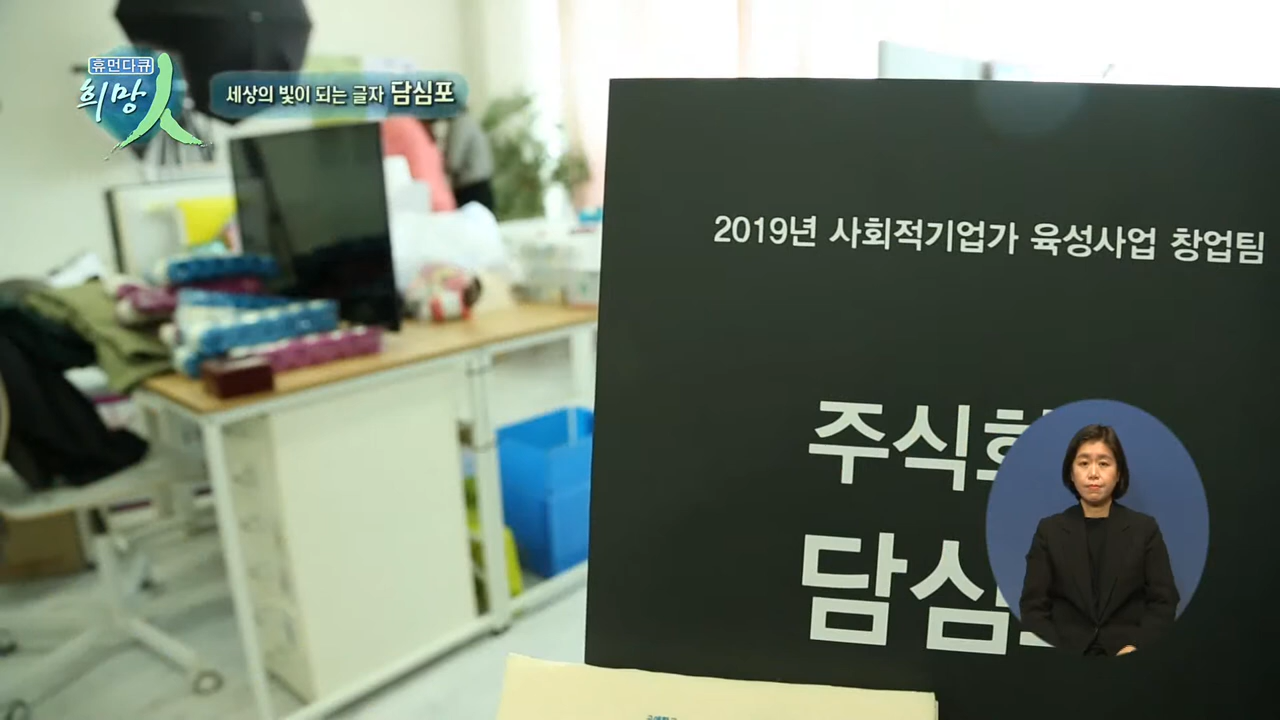 휴먼다큐
희망人
세상의 빛이 되는 글자 담심포
2019년 사회적기업가 육성사업 창업팀
주식회
담심